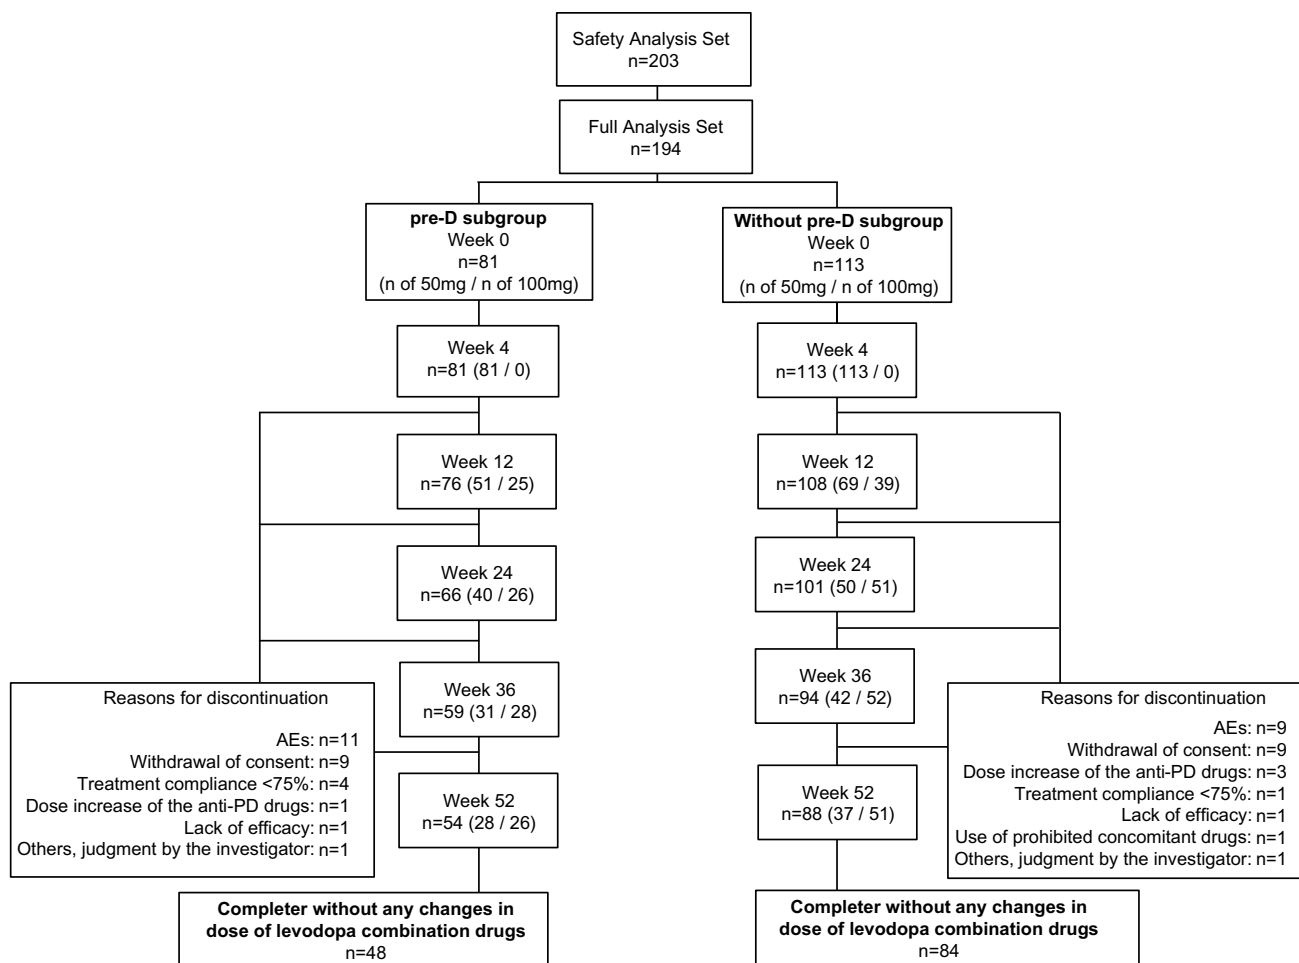 Safety Analysis Set
n=203
Full Analysis Set
n=194
pre-D subgroup
Week 0
n=81
(n of 50mg / n of 100mg)
Without pre-D subgroup
Week 0
n=113
(n of 50mg / n of 100mg)
Week 4
n=81 (81 / 0)
Week 4
n=113 (113 / 0)
Week 12
n=76 (51 / 25)
Week 12
n=108 (69 / 39)
Week 24
n=66 (40 / 26)
Week 24
n=101 (50 / 51)
Week 36
n=59 (31 / 28)
Week 36
n=94 (42 / 52)
Reasons for discontinuation
AEs: n=11
Withdrawal of consent: n=9
Treatment compliance <75%: n=4
Dose increase of the anti-PD drugs: n=1
Lack of efficacy: n=1
Others, judgment by the investigator: n=1
Reasons for discontinuation
AEs: n=9
Withdrawal of consent: n=9
Dose increase of the anti-PD drugs: n=3
Treatment compliance <75%: n=1
Lack of efficacy: n=1
Use of prohibited concomitant drugs: n=1
Others, judgment by the investigator: n=1
Week 52
n=54 (28 / 26)
Week 52
n=88 (37 / 51)
Completer without any changes in
dose of levodopa combination drugs
n=48
Completer without any changes in
dose of levodopa combination drugs
n=84